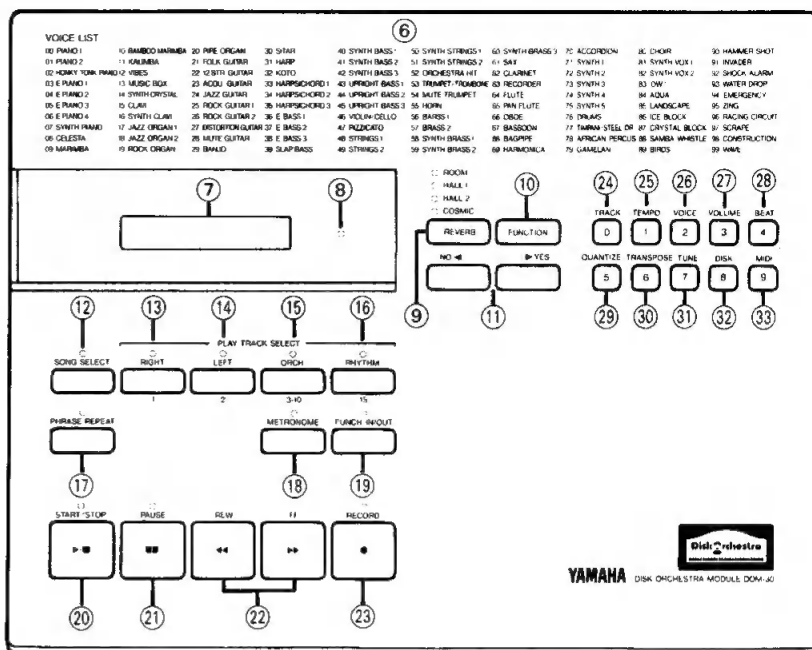 ⑥
VOICE LIST
00 PIANO 1 10 BAMBOO MARIMBA 20 PIPE ORGAN 30 SITAR 40 SYNTH BASS 1 50 SYNTH STRINGS 1 60 SYNTH BRASS 3 70 ACCORDION 80 CHOIR 90 HAMMER SHOT
01 PIANO 2 11 KALIMBA 21 FOLK GUITAR 31 HARP 41 SYNTH BASS 2 51 SYNTH STRINGS 2 61 SAX 71 SYNTH 1 81 SYNTH VOX 1 91 INVADER
02 HONKY TONK PIANO 12 VIBES 22 12 STR GUITAR 32 KOTO 42 SYNTH BASS 3 52 ORCHESTRA HIT 62 CLARINET 72 SYNTH 2 82 SYNTH VOX 2 92 SHOCK ALARM
03 E PIANO 1 13 MUSIC BOX 23 ACOU GUITAR 33 HARPSICHORD 1 43 UPRIGHT BASS 1 53 TRUMPET-TROMBONE 63 RECORDER 73 SYNTH 3 83 OW! 93 WATER DROP
04 E PIANO 2 14 SYNTH CRYSTAL 24 JAZZ GUITAR 34 HARPSICHORD 2 44 UPRIGHT BASS 2 54 MUTE TRUMPET 64 FLUTE 74 SYNTH 4 84 AQUA 94 EMERGENCY
05 E PIANO 3 15 CLAVI 25 ROCK GUITAR 1 35 HARPSICHORD 3 45 UPRIGHT BASS 3 55 HORN 65 PAN FLUTE 75 SYNTH 5 85 LANDSCAPE 95 ZING
06 E PIANO 4 16 SYNTH CLAVI 26 ROCK GUITAR 2 36 E BASS 1 46 VIOLIN-CELLO 56 BARSS 1 66 OBOE 76 DRUMS 86 ICE BLOCK 96 RACING CIRCUIT
07 SYNTH PIANO 17 JAZZ ORGAN 1 27 DISTORTION GUITAR 37 E BASS 2 47 PIZZICATO 57 BRASS 2 67 BASSOON 77 TIMPANI-STEEL DR 87 CRYSTAL BLOCK 97 SCRAPE
08 CELESTA 18 JAZZ ORGAN 2 28 MUTE GUITAR 38 E BASS 3 48 STRINGS 1 58 SYNTH BRASS 1 68 BAGPIPE 78 AFRICAN PERCUS 88 SAMBA WHISTLE 98 CONSTRUCTION
09 MARIMBA 19 ROCK ORGAN 29 BANJO 39 SLAP BASS 49 STRINGS 2 59 SYNTH BRASS 2 69 HARMONICA 79 GAMELAN 89 BIRDS 99 WAVE
⑦ ⑧
ROOM
HALL 1
HALL 2
COSMIC
⑩
REVERB FUNCTION
NO ◀ ▶ YES
⑨ ⑪
㉔ ㉕ ㉖ ㉗ ㉘
TRACK TEMPO VOICE VOLUME BEAT
0 1 2 3 4
QUANTIZE TRANSPOSE TUNE DISK MIDI
5 6 7 8 9
㉙ ㉚ ㉛ ㉜ ㉝
⑫ ⑬ ⑭ ⑮ ⑯
PLAY TRACK SELECT
SONG SELECT RIGHT LEFT ORCH RHYTHM
1 2 3-10 15
PHRASE REPEAT METRONOME PUNCH IN/OUT
⑰ ⑱ ⑲
START/STOP PAUSE REW FF RECORD
⑳ ㉑ ㉒ ㉓
Disk Orchestra
YAMAHA DISK ORCHESTRA MODULE DOM-30